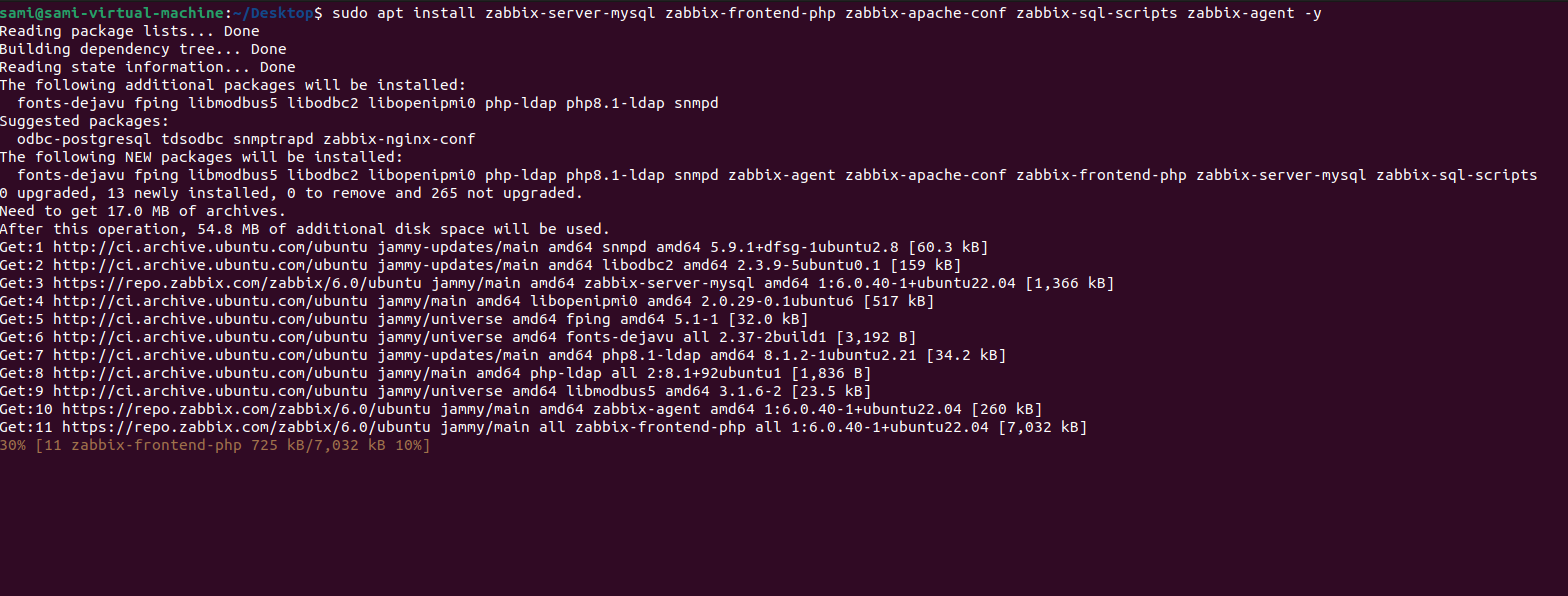 sami@sami-virtual-machine:~/Desktop$ sudo apt install zabbix-server-mysql zabbix-frontend-php zabbix-apache-conf zabbix-sql-scripts zabbix-agent -y
Reading package lists... Done
Building dependency tree... Done
Reading state information... Done
The following additional packages will be installed:
  fonts-dejavu fping libmodbus5 libodbc2 libopenipmi0 php-ldap php8.1-ldap snmpd
Suggested packages:
  odbc-postgresql tdsodbc snmptrapd zabbix-nginx-conf
The following NEW packages will be installed:
  fonts-dejavu fping libmodbus5 libodbc2 libopenipmi0 php-ldap php8.1-ldap snmpd zabbix-agent zabbix-apache-conf zabbix-frontend-php zabbix-server-mysql zabbix-sql-scripts
0 upgraded, 13 newly installed, 0 to remove and 265 not upgraded.
Need to get 17.0 MB of archives.
After this operation, 54.8 MB of additional disk space will be used.
Get:1 http://ci.archive.ubuntu.com/ubuntu jammy-updates/main amd64 snmpd amd64 5.9.1+dfsg-1ubuntu2.8 [60.3 kB]
Get:2 http://ci.archive.ubuntu.com/ubuntu jammy-updates/main amd64 libodbc2 amd64 2.3.9-5ubuntu0.1 [159 kB]
Get:3 https://repo.zabbix.com/zabbix/6.0/ubuntu jammy/main amd64 zabbix-server-mysql amd64 1:6.0.40-1+ubuntu22.04 [1,366 kB]
Get:4 http://ci.archive.ubuntu.com/ubuntu jammy/main amd64 libopenipmi0 amd64 2.0.29-0.1ubuntu6 [517 kB]
Get:5 http://ci.archive.ubuntu.com/ubuntu jammy/universe amd64 fping amd64 5.1-1 [32.0 kB]
Get:6 http://ci.archive.ubuntu.com/ubuntu jammy/universe amd64 fonts-dejavu all 2.37-2build1 [3,192 B]
Get:7 http://ci.archive.ubuntu.com/ubuntu jammy-updates/main amd64 php8.1-ldap amd64 8.1.2-1ubuntu2.21 [34.2 kB]
Get:8 http://ci.archive.ubuntu.com/ubuntu jammy/main amd64 php-ldap all 2:8.1+92ubuntu1 [1,836 B]
Get:9 http://ci.archive.ubuntu.com/ubuntu jammy/universe amd64 libmodbus5 amd64 3.1.6-2 [23.5 kB]
Get:10 https://repo.zabbix.com/zabbix/6.0/ubuntu jammy/main amd64 zabbix-agent amd64 1:6.0.40-1+ubuntu22.04 [260 kB]
Get:11 https://repo.zabbix.com/zabbix/6.0/ubuntu jammy/main all zabbix-frontend-php all 1:6.0.40-1+ubuntu22.04 [7,032 kB]
30% [11 zabbix-frontend-php 725 kB/7,032 kB 10%]